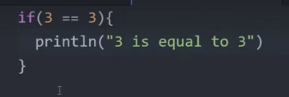 if(3 == 3){
  println("3 is equal to 3")
}